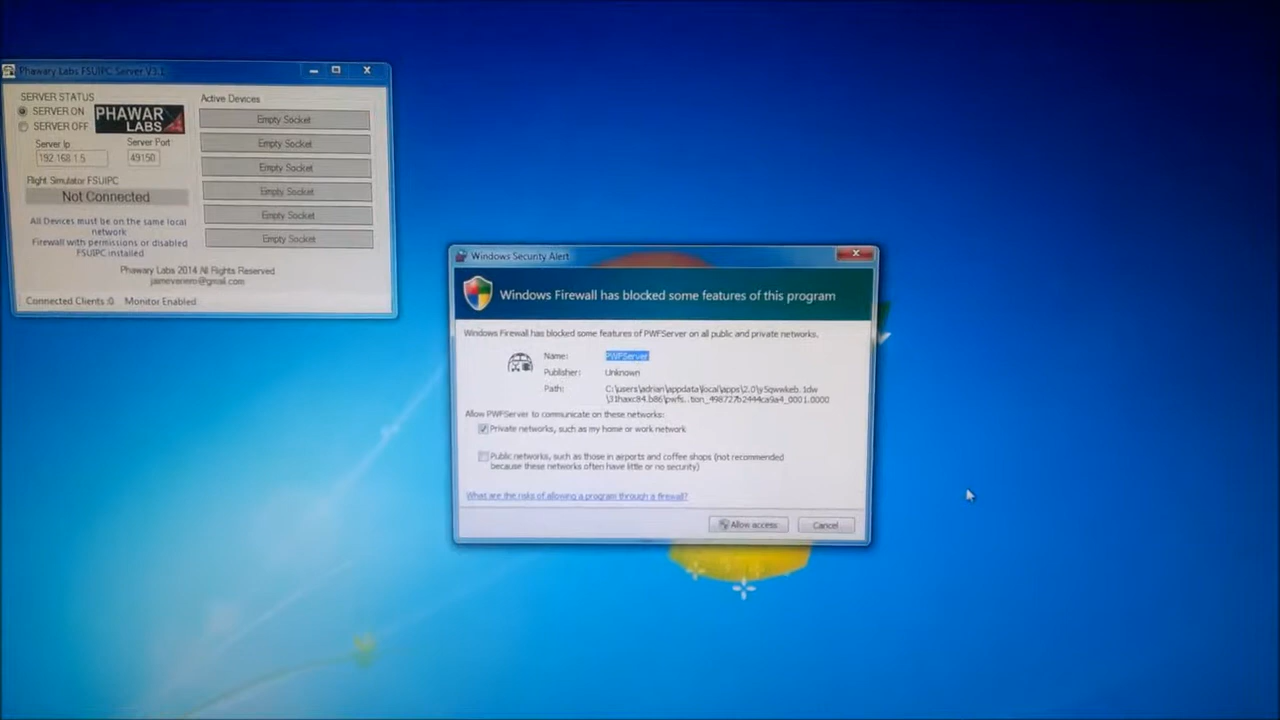 Phawary Labs FSUIPC Server V3.1
SERVER STATUS
SERVER ON
SERVER OFF
PHAWAR
LABS
Server Ip
Server Port
192.168.1.5
49150
Flight Simulator FSUIPC
Not Connected
All Devices must be on the same local
network
Firewall with permissions or disabled
FSUIPC installed
Active Devices
Empty Socket
Empty Socket
Empty Socket
Empty Socket
Empty Socket
Empty Socket
Phawary Labs 2014 All Rights Reserved
Connected Clients :0 Monitor Enabled
Windows Security Alert
Windows Firewall has blocked some features of this program
Windows Firewall has blocked some features of PWFServer on all public and private networks.
Name: PWFServer
Publisher: Unknown
Path: C:\users\adrian\appdata\local\apps\2.0\y5qwwkeb.1dw
\31haxc84.b86\pwfs..tion_498727b2444ca9a4_0001.0000
Allow PWFServer to communicate on these networks:
Private networks, such as my home or work network
Public networks, such as those in airports and coffee shops (not recommended
because these networks often have little or no security)
What are the risks of allowing a program through a firewall?
Allow access
Cancel